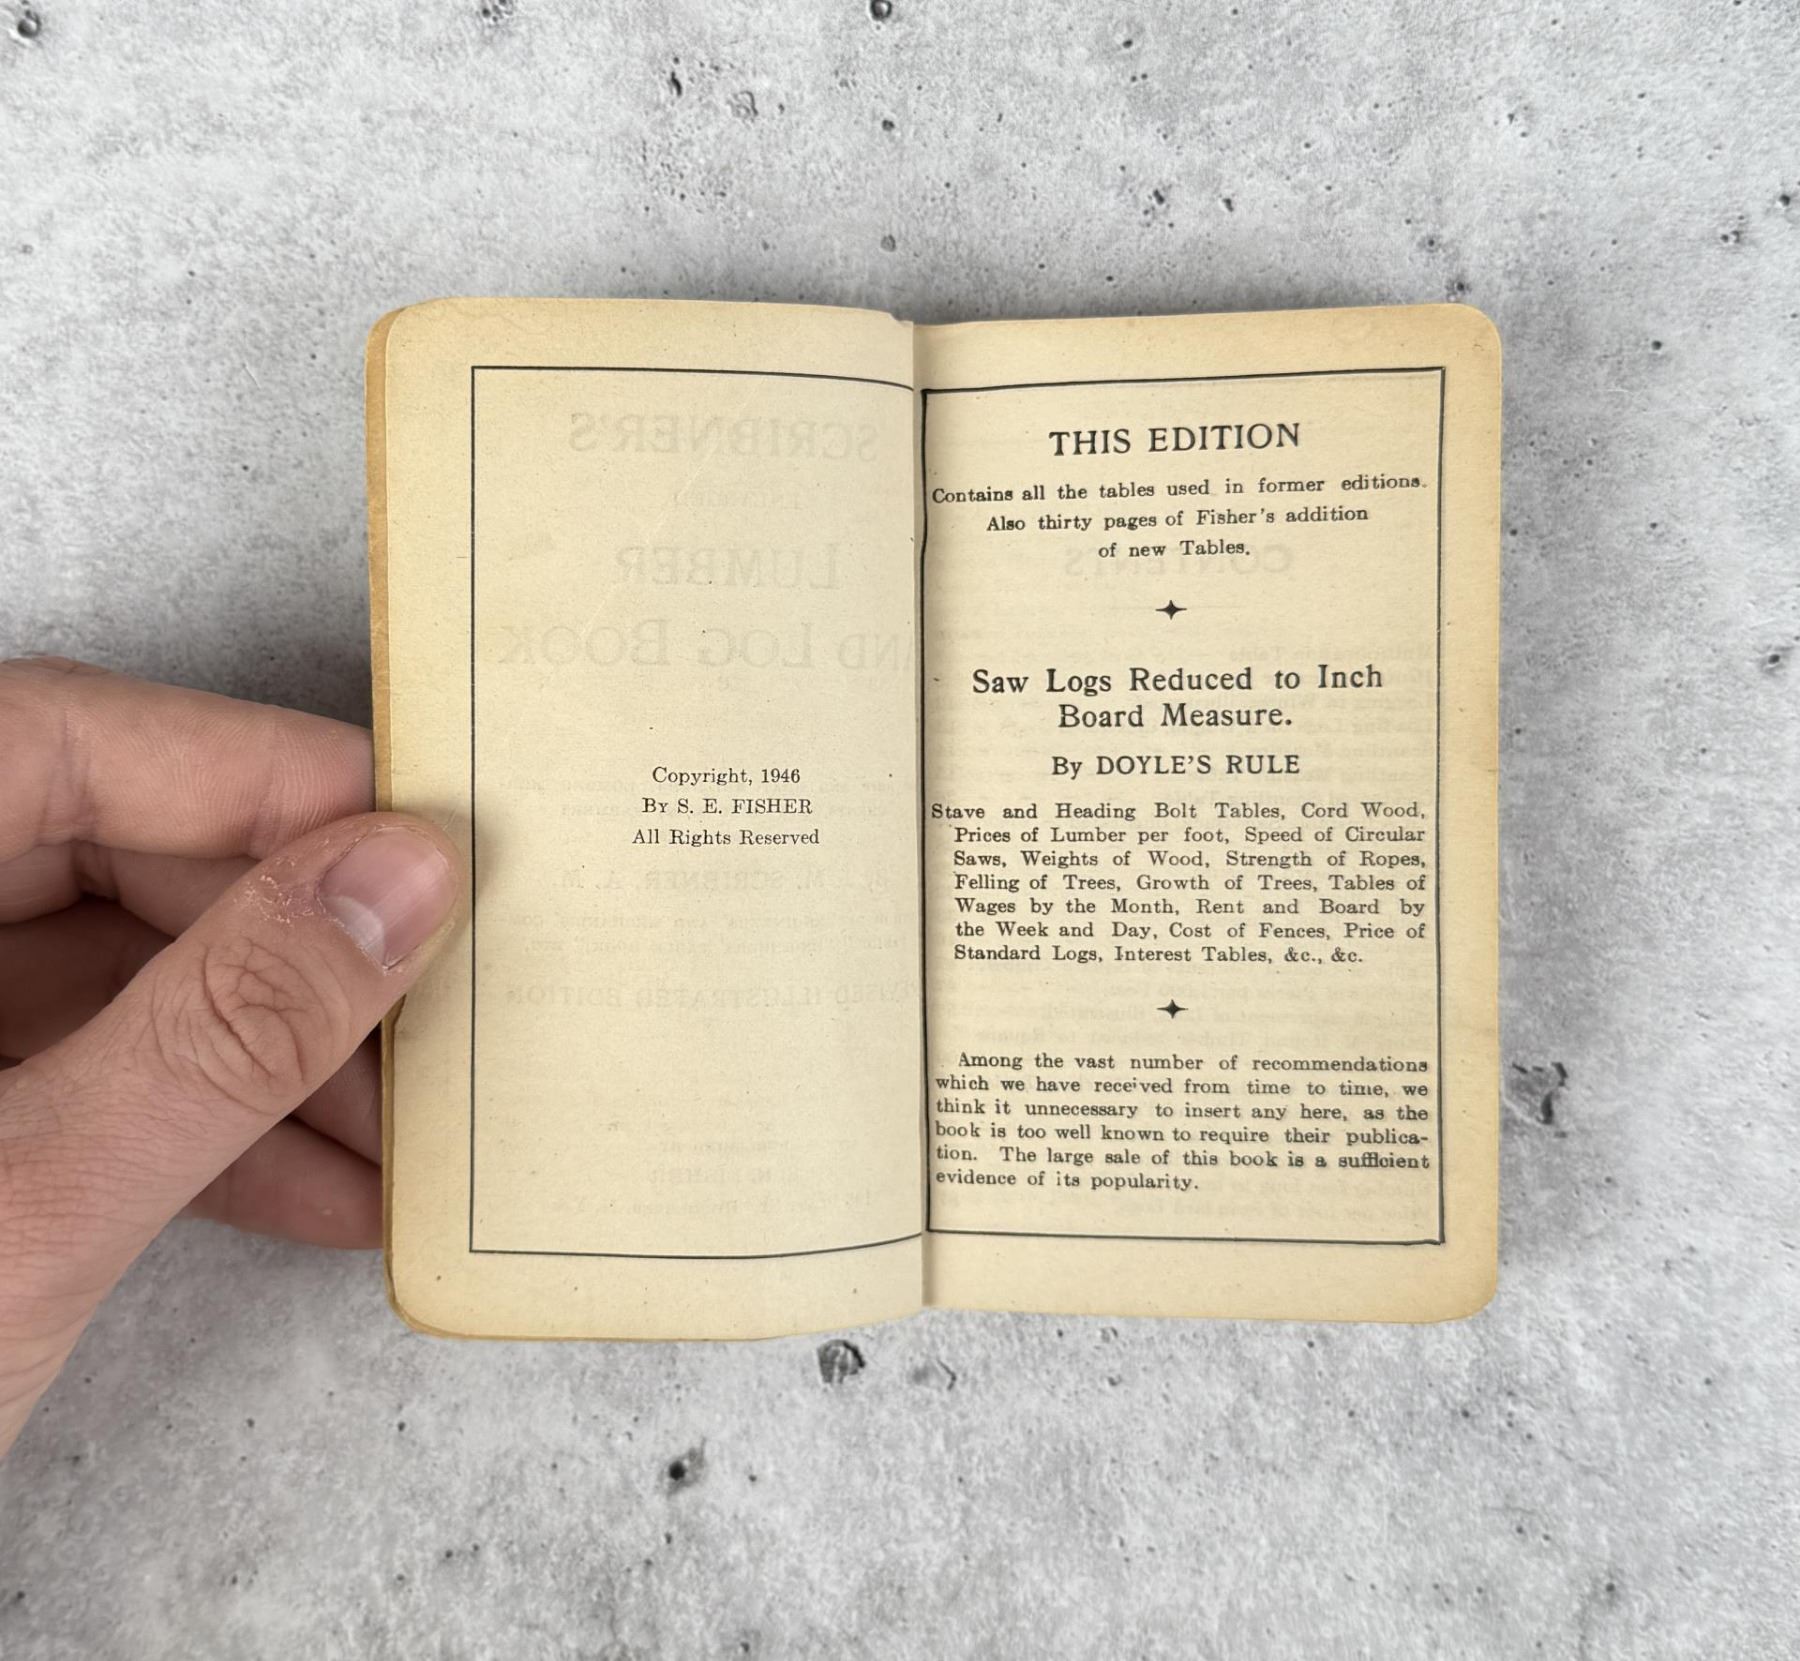 Copyright, 1946
By S. E. FISHER
All Rights Reserved
THIS EDITION
Contains all the tables used in former editions.
Also thirty pages of Fisher's addition
of new Tables.
Saw Logs Reduced to Inch
Board Measure.
By DOYLE'S RULE
Stave and Heading Bolt Tables, Cord Wood,
Prices of Lumber per foot, Speed of Circular
Saws, Weights of Wood, Strength of Ropes,
Felling of Trees, Growth of Trees, Tables of
Wages by the Month, Rent and Board by
the Week and Day, Cost of Fences, Price of
Standard Logs, Interest Tables, &c., &c.
Among the vast number of recommendations
which we have received from time to time, we
think it unnecessary to insert any here, as the
book is too well known to require their publica-
tion. The large sale of this book is a sufficient
evidence of its popularity.